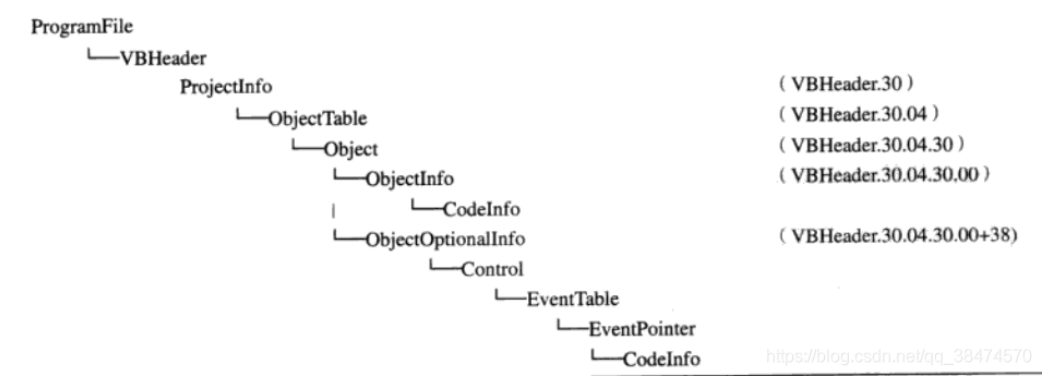 ProgramFile
VBHeader
ProjectInfo (VBHeader.30)
ObjectTable (VBHeader.30.04)
Object (VBHeader.30.04.30)
ObjectInfo (VBHeader.30.04.30.00)
CodeInfo
ObjectOptionalInfo (VBHeader.30.04.30.00+38)
Control
EventTable
EventPointer
CodeInfo https://blog.csdn.net/qq_38474570